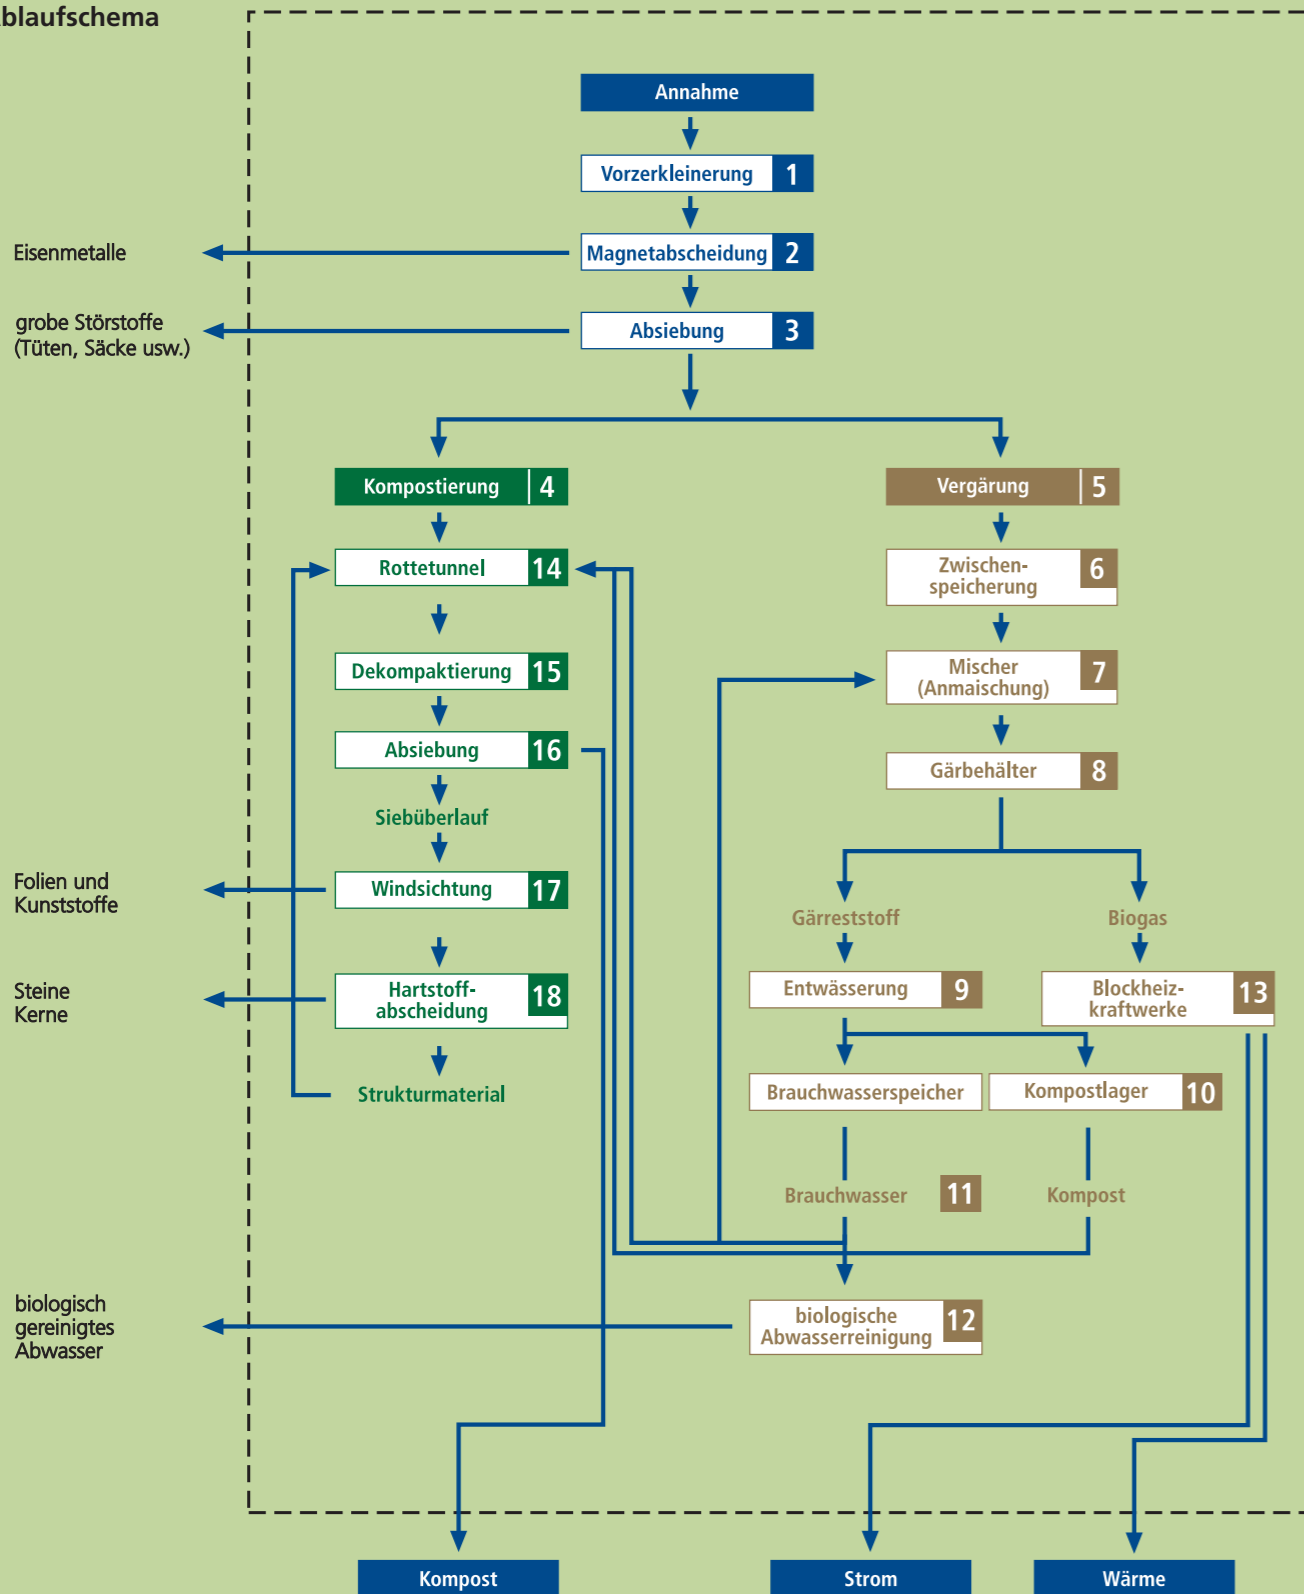 blaufschema
Annahme
Vorzerkleinerung 1
Eisenmetalle
Magnetabscheidung 2
grobe Störstoffe
(Tüten, Säcke usw.)
Absiebung 3
Kompostierung 4
Vergärung 5
Rottetunnel 14
Zwischen-
speicherung 6
Dekompaktierung 15
Mischer
(Anmaischung) 7
Absiebung 16
Gärbehälter 8
Siebüberlauf
Folien und
Kunststoffe
Windsichtung 17
Gärreststoff
Biogas
Steine
Kerne
Hartstoff-
abscheidung 18
Entwässerung 9
Blockheiz-
kraftwerke 13
Strukturmaterial
Brauchwasserspeicher
Kompostlager 10
Brauchwasser 11
Kompost
biologisch
gereinigtes
Abwasser
biologische
Abwasserreinigung 12
Kompost
Strom
Wärme